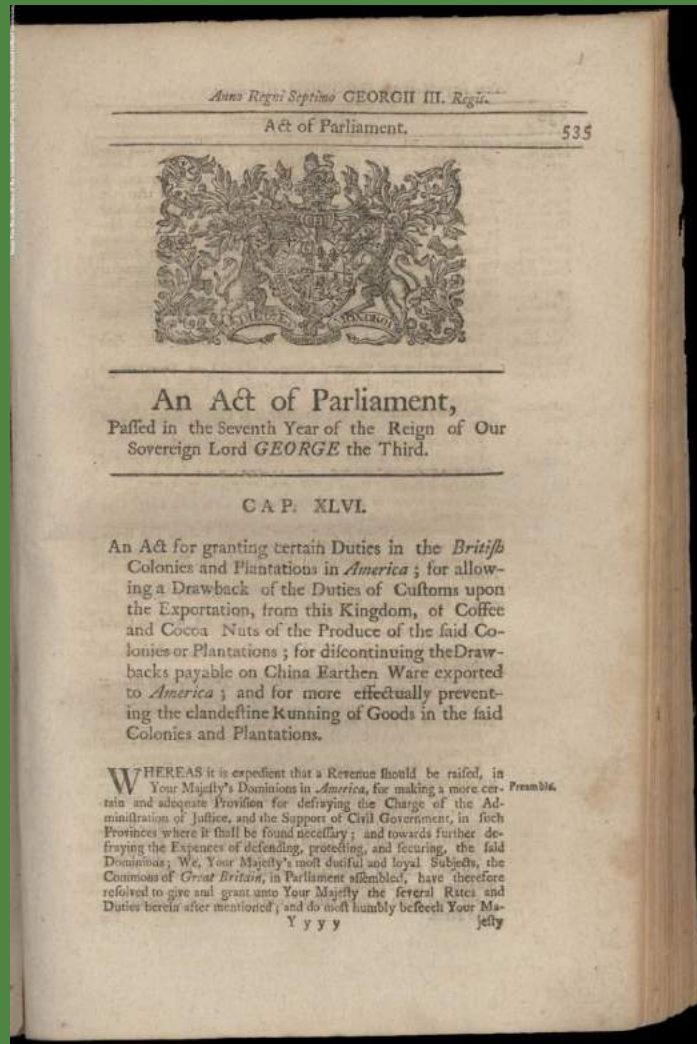 Anno Regni Septimo GEORGII III. Regis.
Act of Parliament.
535
An Act of Parliament,
Paſſed in the Seventh Year of the Reign of Our
Sovereign Lord GEORGE the Third.
CAP. XLVI.
An Act for granting certain Duties in the Britiſh
Colonies and Plantations in America ; for allow-
ing a Drawback of the Duties of Cuſtoms upon
the Exportation, from this Kingdom, of Coffee
and Cocoa Nuts of the Produce of the ſaid Co-
lonies or Plantations ; for diſcontinuing the Draw-
backs payable on China Earthen Ware exported
to America ; and for more effectually prevent-
ing the clandeſtine Running of Goods in the ſaid
Colonies and Plantations.
WHEREAS it is expedient that a Revenue ſhould be raiſed, in
Your Majeſty's Dominions in America, for making a more cer- Preamble.
tain and adequate Proviſion for defraying the Charge of the Ad-
miniſtration of Juſtice, and the Support of Civil Government, in ſuch
Provinces where it ſhall be found neceſſary ; and towards further de-
fraying the Expences of defending, protecting, and ſecuring, the ſaid
Dominions ; We, Your Majeſty's moſt dutiful and loyal Subjects, the
Commons of Great Britain, in Parliament aſſembled, have therefore
reſolved to give and grant unto Your Majeſty the ſeveral Rates and
Duties herein after mentioned ; and do moſt humbly beſeech Your Ma-
Y y y y
jeſty